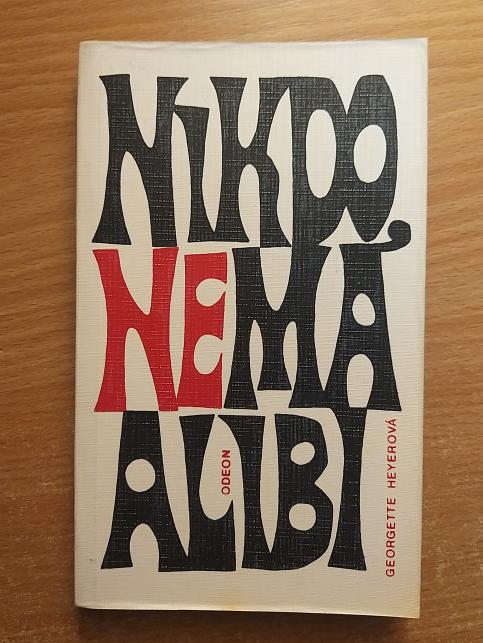 NiKDO
NEMÁ
ALIBI
ODEON
GEORGETTE HEYEROVÁ